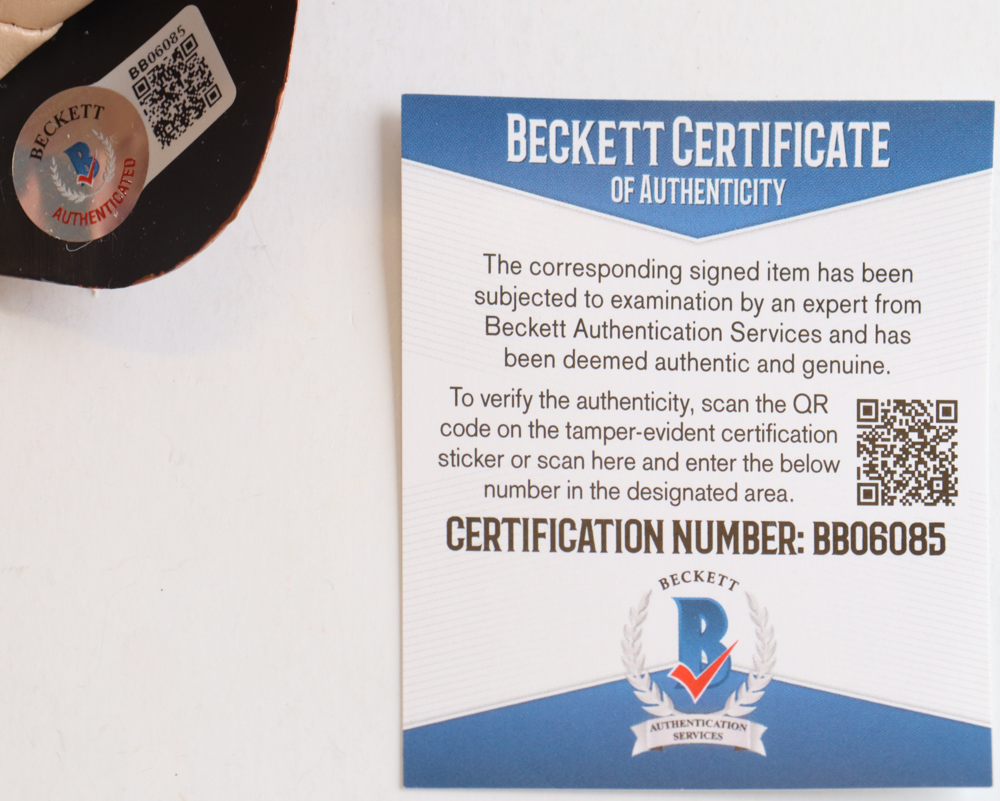 BB06085
BECKETT
B
AUTHENTICATED
BECKETT CERTIFICATE
OF AUTHENTICITY
The corresponding signed item has been
subjected to examination by an expert from
Beckett Authentication Services and has
been deemed authentic and genuine.
To verify the authenticity, scan the QR
code on the tamper-evident certification
sticker or scan here and enter the below
number in the designated area.
CERTIFICATION NUMBER: BB06085
BECKETT
B
AUTHENTICATION
SERVICES